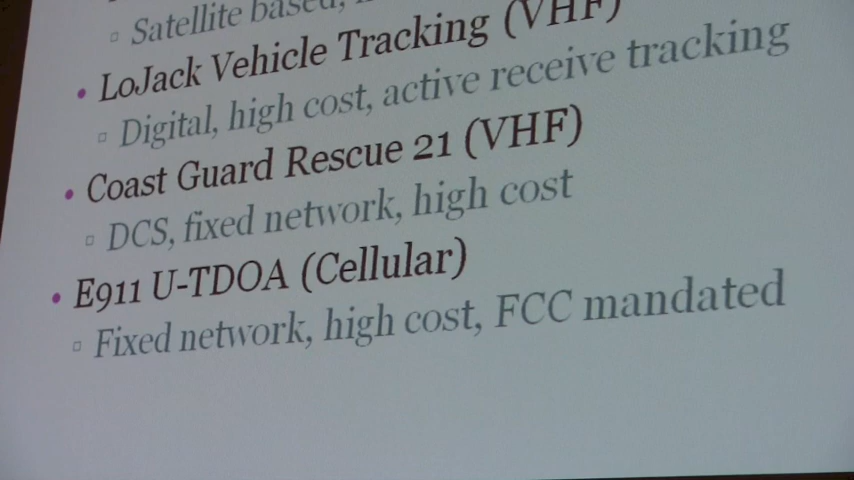 Satellite based,
• LoJack Vehicle Tracking (VHF)
▫ Digital, high cost, active receive tracking
• Coast Guard Rescue 21 (VHF)
▫ DCS, fixed network, high cost
• E911 U-TDOA (Cellular)
▫ Fixed network, high cost, FCC mandated